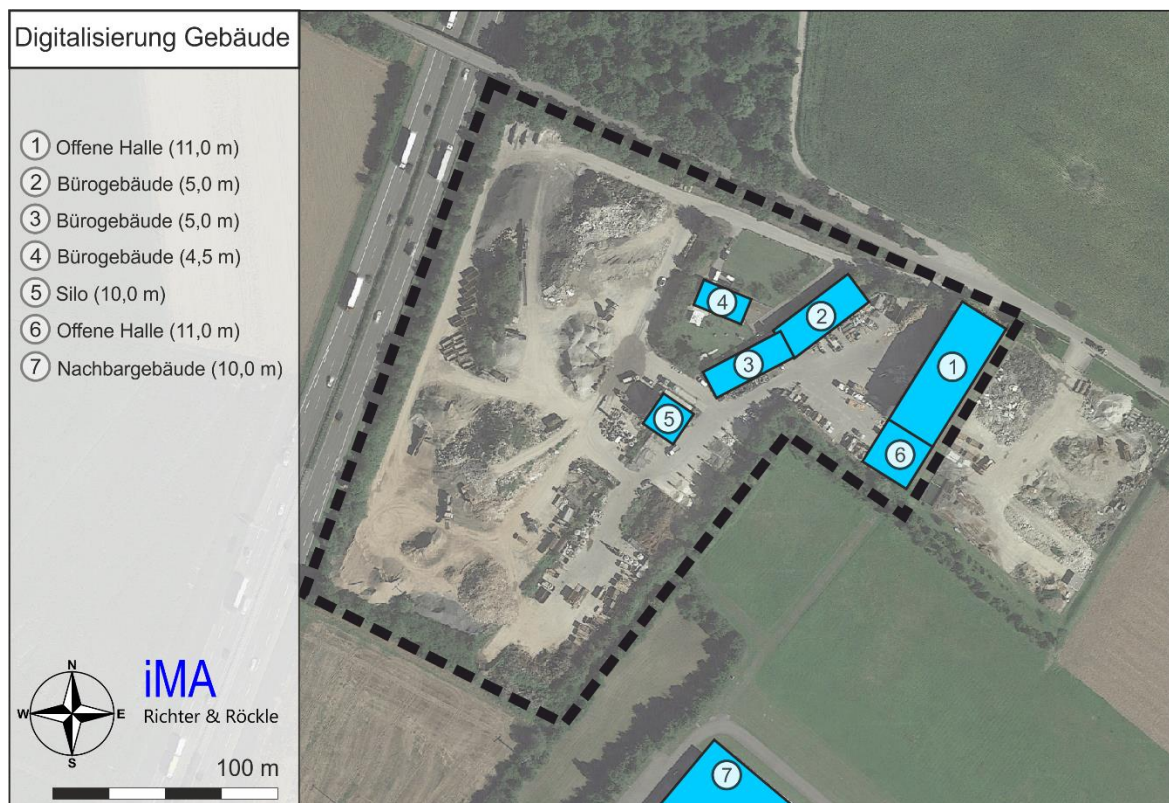 Digitalisierung Gebäude
1 Offene Halle (11,0 m)
2 Bürogebäude (5,0 m)
3 Bürogebäude (5,0 m)
4 Bürogebäude (4,5 m)
5 Silo (10,0 m)
6 Offene Halle (11,0 m)
7 Nachbargebäude (10,0 m)
4
2
1
3
5
6
7
N
W E
S
iMA
Richter & Röckle
100 m